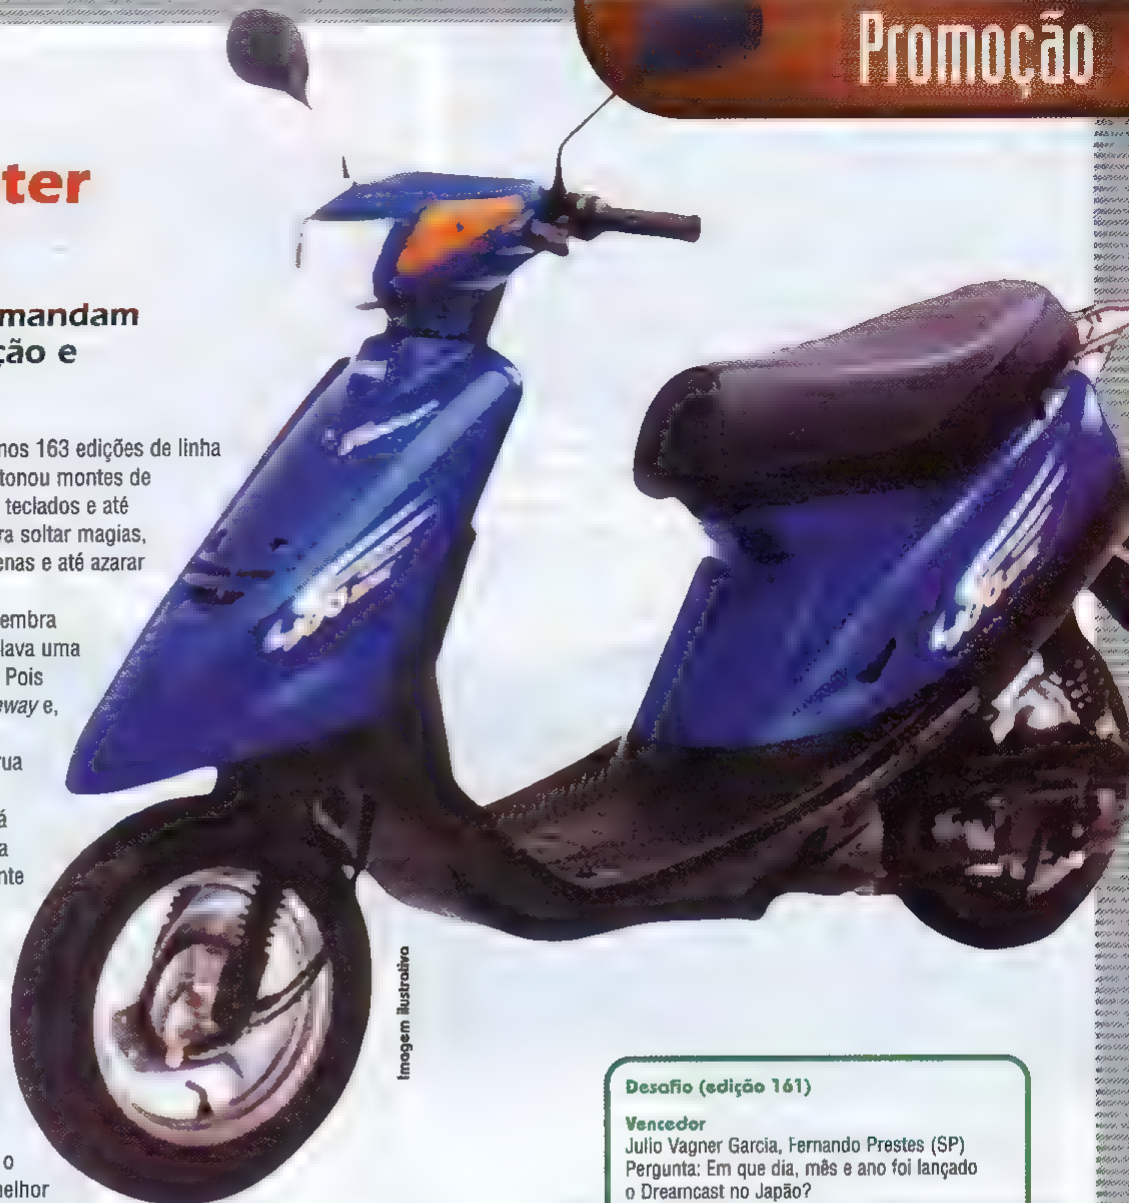 Promoção
ter
mandam
ção e
nos 163 edições de linha
tonou montes de
teclados e até
ra soltar magias,
enas e até azarar
embra
lava uma
Pois
eway e,
rua
á
a
nte
o
nelhor
Imagem ilustrativa
Desafio (edição 161)
Vencedor
Julio Vagner Garcia, Fernando Prestes (SP)
Pergunta: Em que dia, mês e ano foi lançado
o Dreamcast no Japão?